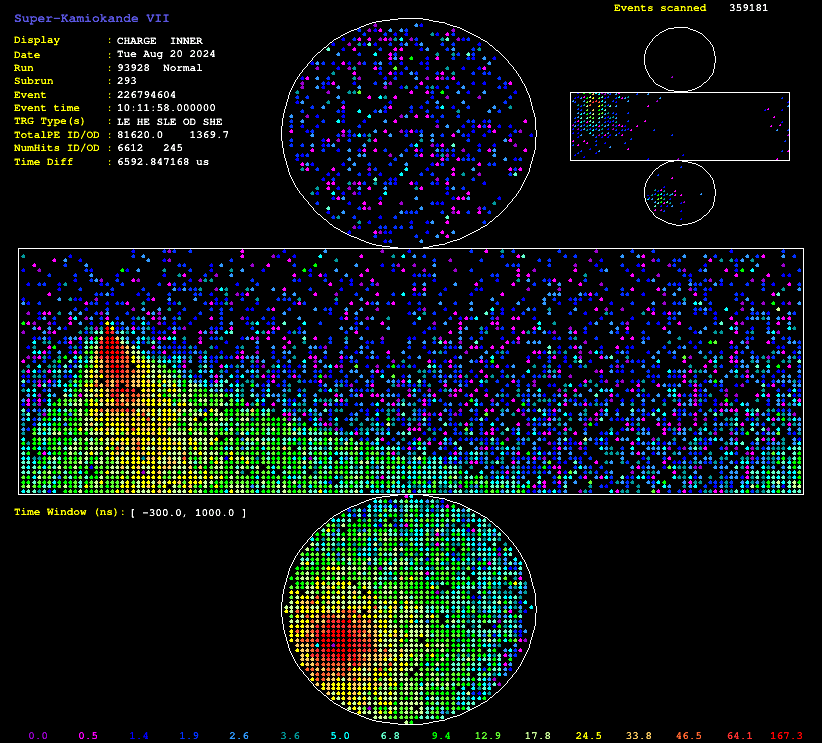 Super-Kamiokande VII
Events scanned 359181
Display : CHARGE INNER
Date : Tue Aug 20 2024
Run : 93928 Normal
Subrun : 293
Event : 226794604
Event time : 10:11:58.000000
TRG Type(s) : LE HE SLE OD SHE
TotalPE ID/OD : 81620.0 1369.7
NumHits ID/OD : 6612 245
Time Diff : 6592.847168 us
Time Window (ns): [ -300.0, 1000.0 ]
0.0 0.5 1.4 1.9 2.6 3.6 5.0 6.8 9.4 12.9 17.8 24.5 33.8 46.5 64.1 167.3